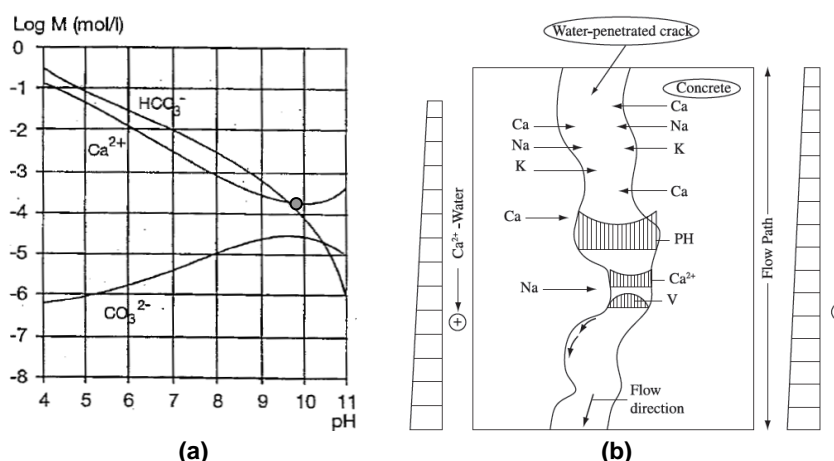 Log M (mol/l)
0
-1
-2
-3
-4
-5
-6
-7
-8
HCO₃⁻
Ca²⁺
CO₃²⁻
4 5 6 7 8 9 10 11
pH
(a)
Water-penetrated crack
Concrete
Ca
Ca
Na
Na
K
K
Ca
Ca
PH
Ca²⁺
Na
V
Flow
direction
Ca²⁺ -Water
+
Flow Path
(b)